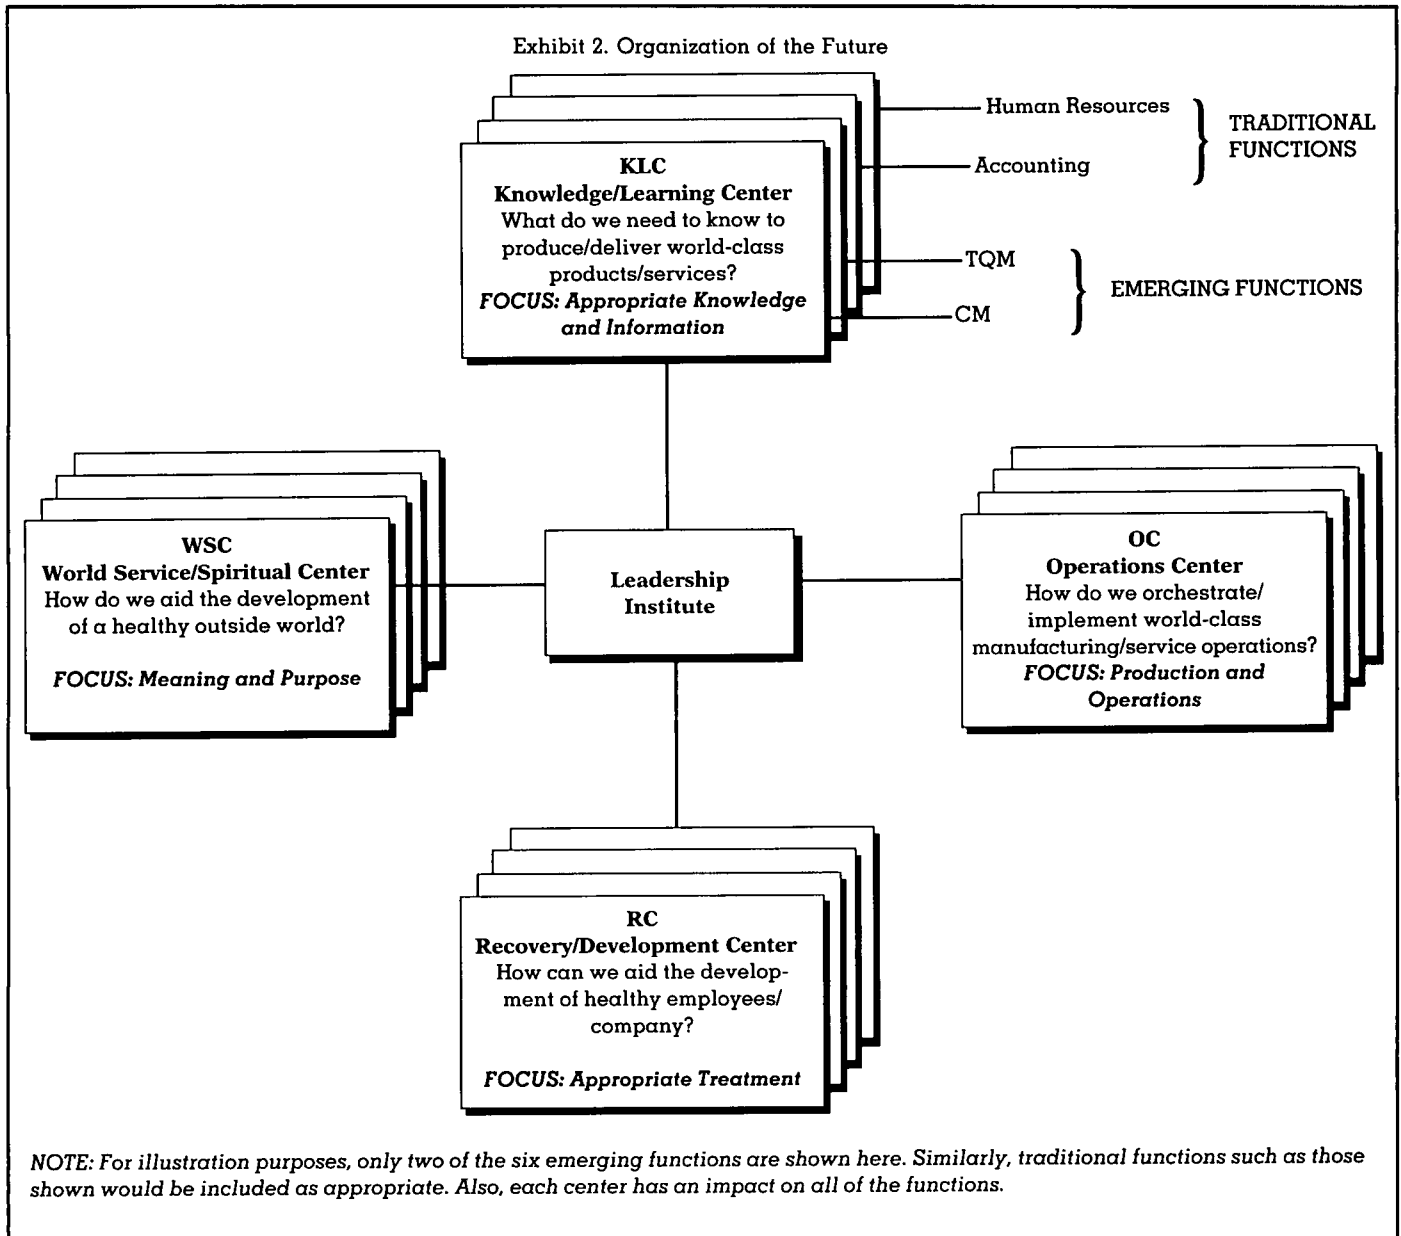 Exhibit 2. Organization of the Future
Human Resources
Accounting
TRADITIONAL
FUNCTIONS
TQM
CM
EMERGING FUNCTIONS
KLC
Knowledge/Learning Center
What do we need to know to
produce/deliver world-class
products/services?
FOCUS: Appropriate Knowledge
and Information
WSC
World Service/Spiritual Center
How do we aid the development
of a healthy outside world?
FOCUS: Meaning and Purpose
Leadership
Institute
OC
Operations Center
How do we orchestrate/
implement world-class
manufacturing/service operations?
FOCUS: Production and
Operations
RC
Recovery/Development Center
How can we aid the develop-
ment of healthy employees/
company?
FOCUS: Appropriate Treatment
NOTE: For illustration purposes, only two of the six emerging functions are shown here. Similarly, traditional functions such as those
shown would be included as appropriate. Also, each center has an impact on all of the functions.